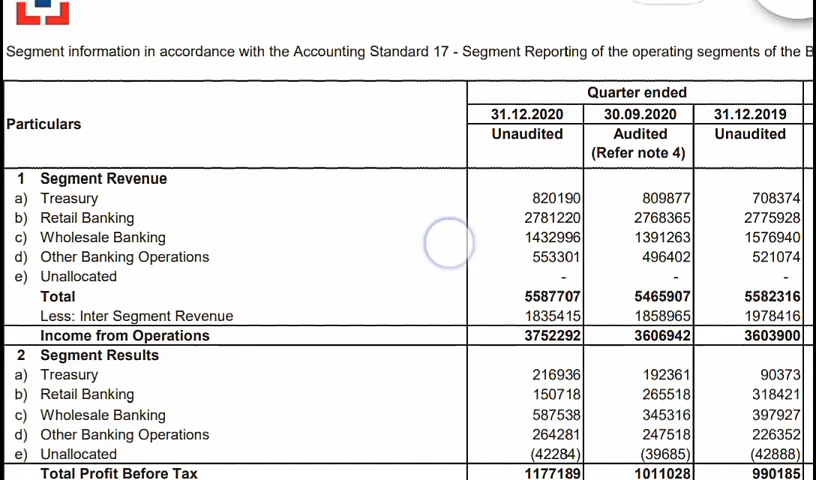 Segment information in accordance with the Accounting Standard 17 - Segment Reporting of the operating segments of the B
Particulars Quarter ended
31.12.2020 30.09.2020 31.12.2019
Unaudited Audited (Refer note 4) Unaudited
1 Segment Revenue
a) Treasury 820190 809877 708374
b) Retail Banking 2781220 2768365 2775928
c) Wholesale Banking 1432996 1391263 1576940
d) Other Banking Operations 553301 496402 521074
e) Unallocated - - -
Total 5587707 5465907 5582316
Less: Inter Segment Revenue 1835415 1858965 1978416
Income from Operations 3752292 3606942 3603900
2 Segment Results
a) Treasury 216936 192361 90373
b) Retail Banking 150718 265518 318421
c) Wholesale Banking 587538 345316 397927
d) Other Banking Operations 264281 247518 226352
e) Unallocated (42284) (39685) (42888)
Total Profit Before Tax 1177189 1011028 990185